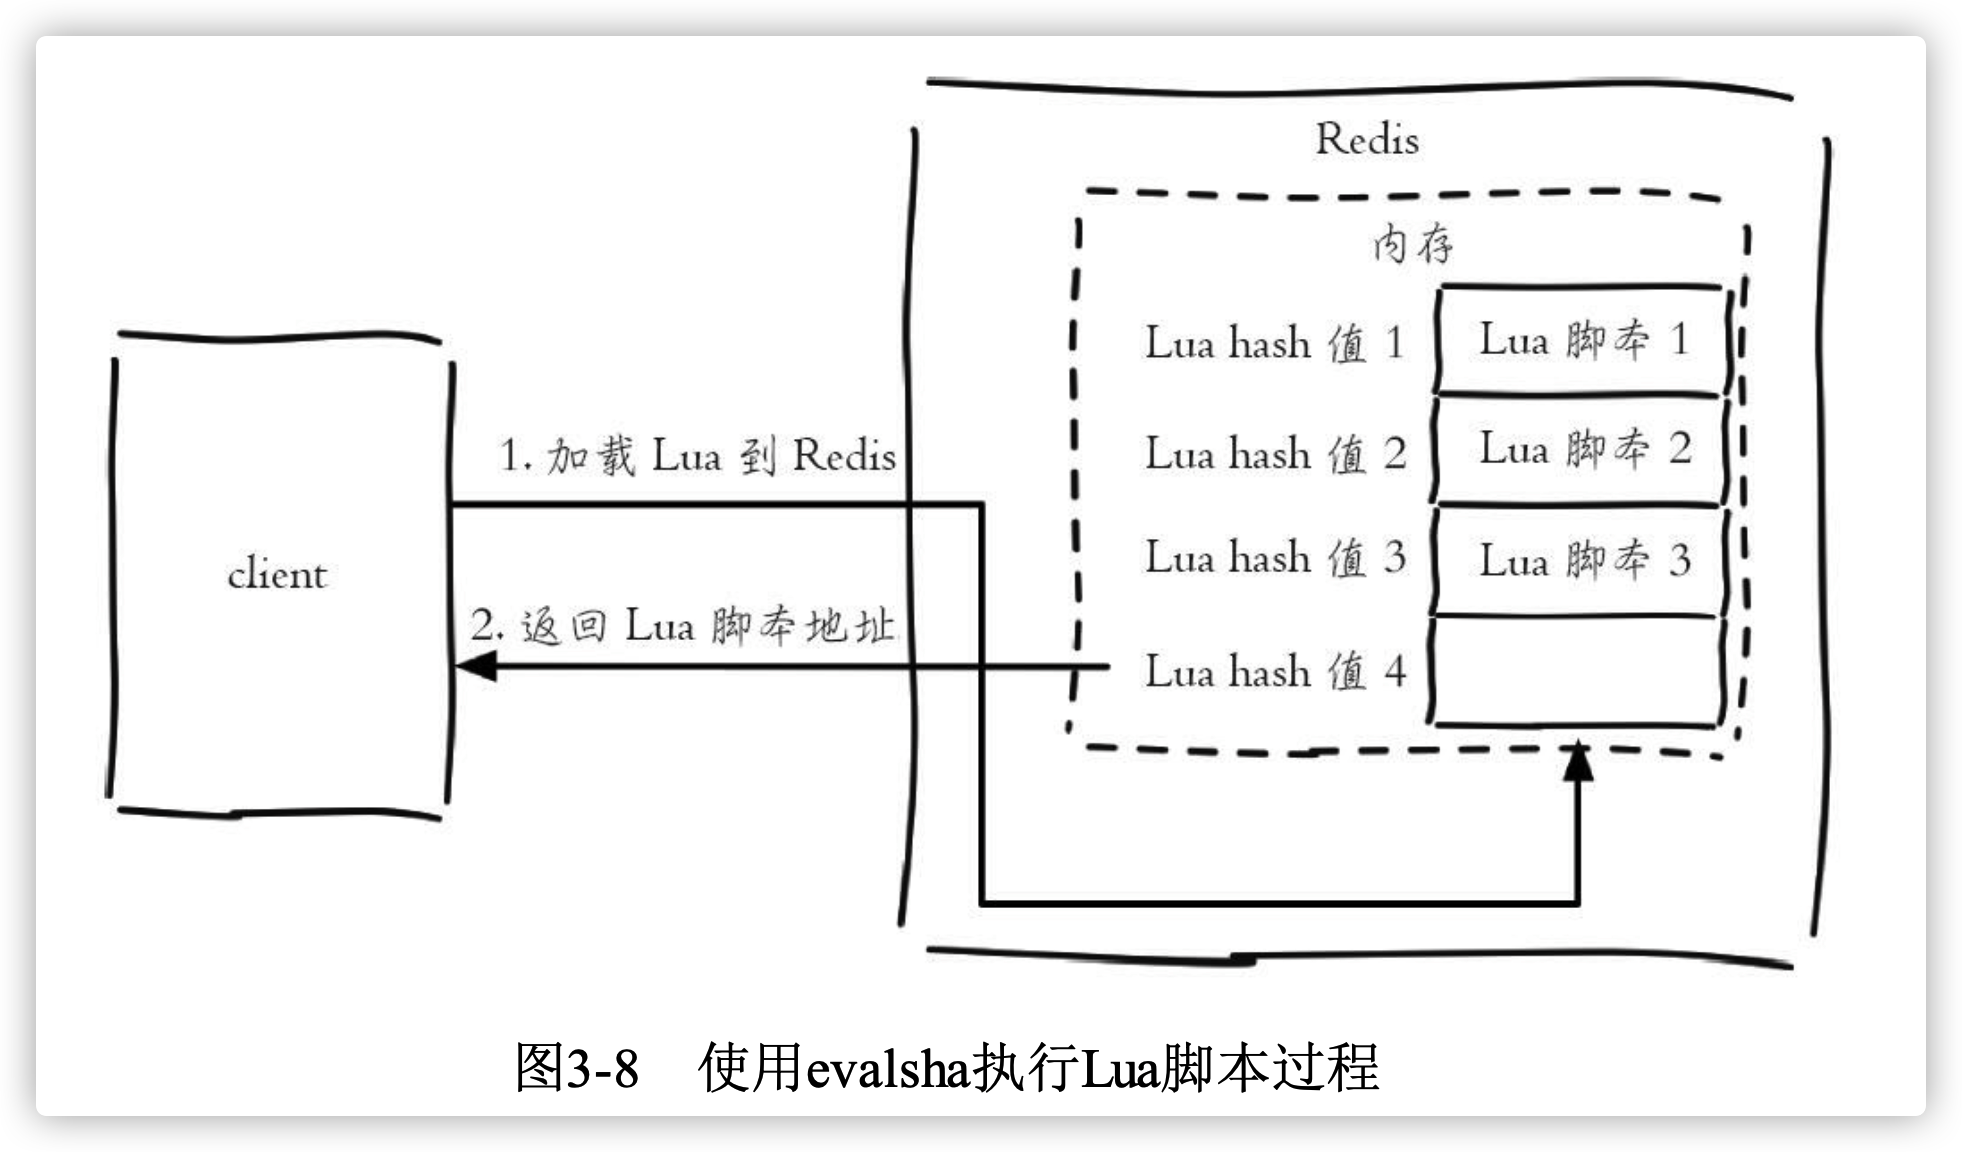 Redis
内存
Lua hash 值 1
Lua 脚本 1
Lua hash 值 2
Lua 脚本 2
1. 加载 Lua 到 Redis
Lua hash 值 3
Lua 脚本 3
client
2. 返回 Lua 脚本地址
Lua hash 值 4
图3-8 使用evalsha执行Lua脚本过程